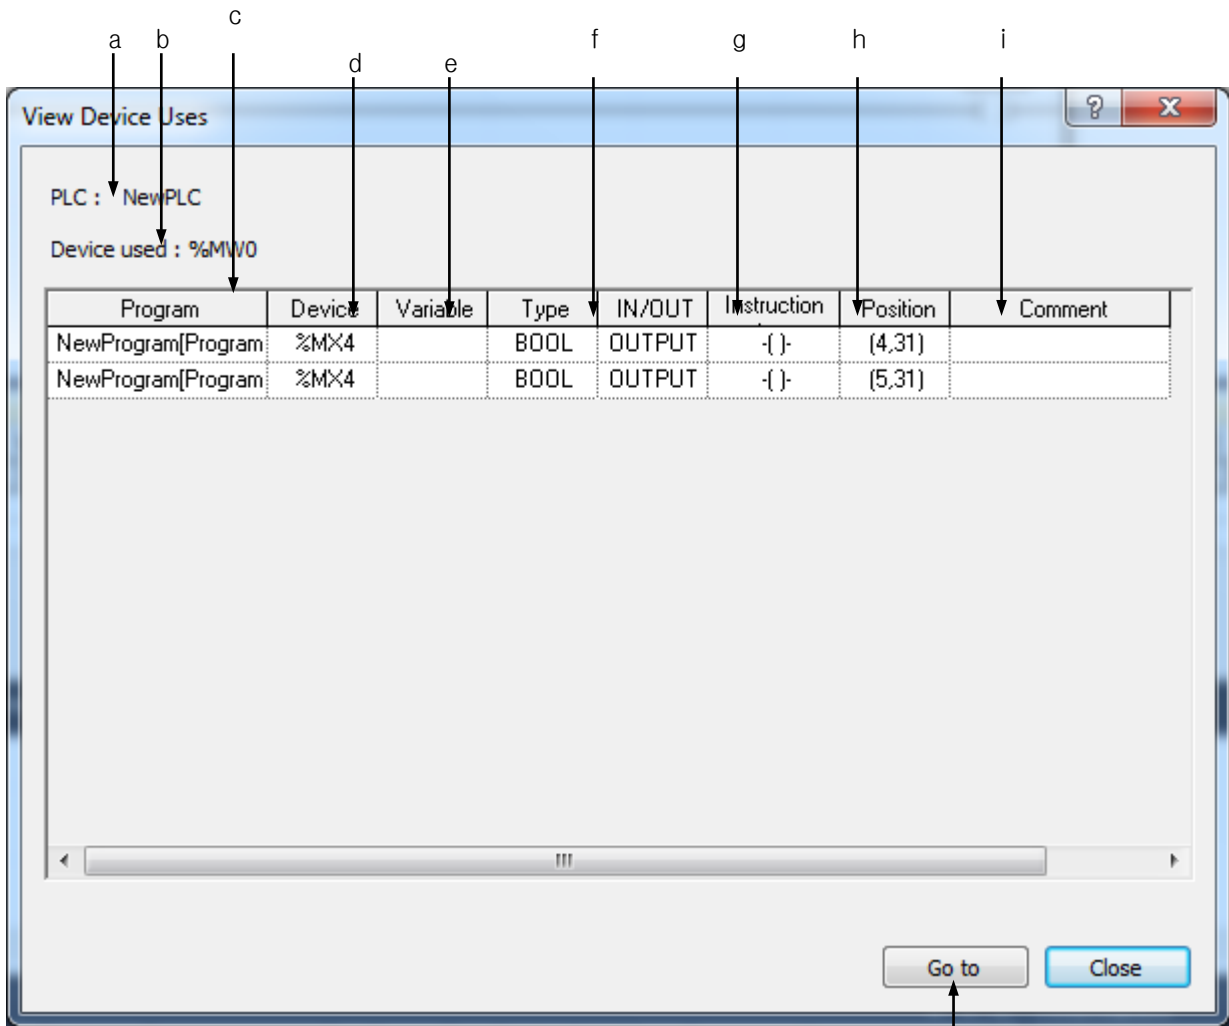 c
a b f g h i
d e
View Device Uses
PLC : NewPLC
Device used : %MW0
Program Device Variable Type IN/OUT Instruction Position Comment
NewProgram[Program %MX4 BOOL OUTPUT -( )- (4,31)
NewProgram[Program %MX4 BOOL OUTPUT -( )- (5,31)
Go to Close